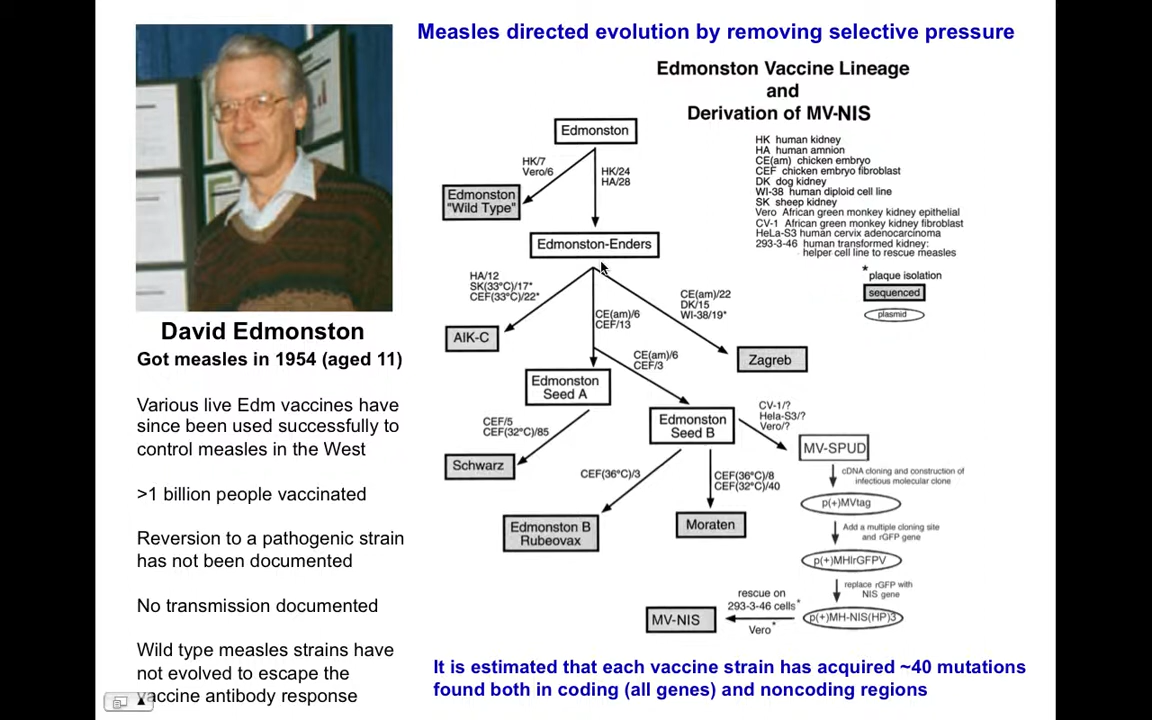 Measles directed evolution by removing selective pressure
Edmonston Vaccine Lineage
and
Derivation of MV-NIS
David Edmonston
Got measles in 1954 (aged 11)
Various live Edm vaccines have
since been used successfully to
control measles in the West
>1 billion people vaccinated
Reversion to a pathogenic strain
has not been documented
No transmission documented
Wild type measles strains have
not evolved to escape the
vaccine antibody response
Edmonston
HK/7
Vero/6
HK/24
HA/28
Edmonston
"Wild Type"
Edmonston-Enders
HA/12
SK(33°C)/17*
CEF(33°C)/22*
CE(am)/6
CEF/13
CE(am)/22
DK/15
WI-38/19*
AIK-C
CE(am)/6
CEF/3
Zagreb
Edmonston
Seed A
Edmonston
Seed B
CEF/5
CEF(32°C)/85
CV-1/?
Hela-S3/?
Vero/?
Schwarz
CEF(36°C)/3
CEF(36°C)/8
CEF(32°C)/40
MV-SPUD
Edmonston B
Rubeovax
Moraten
cDNA cloning and construction of
infectious molecular clone
p(+)MVtag
Add a multiple cloning site
and rGFP gene
p(+)MHIrGFPV
replace rGFP with
NIS gene
p(+)MH-NIS(HP)3
rescue on
293-3-46 cells*
Vero*
MV-NIS
HK human kidney
HA human amnion
CE(am) chicken embryo
CEF chicken embryo fibroblast
DK dog kidney
WI-38 human diploid cell line
SK sheep kidney
Vero African green monkey kidney epithelial
CV-1 African green monkey kidney fibroblast
HeLa-S3 human cervix adenocarcinoma
293-3-46 human transformed kidney:
helper cell line to rescue measles
*plaque isolation
sequenced
plasmid
It is estimated that each vaccine strain has acquired ~40 mutations
found both in coding (all genes) and noncoding regions